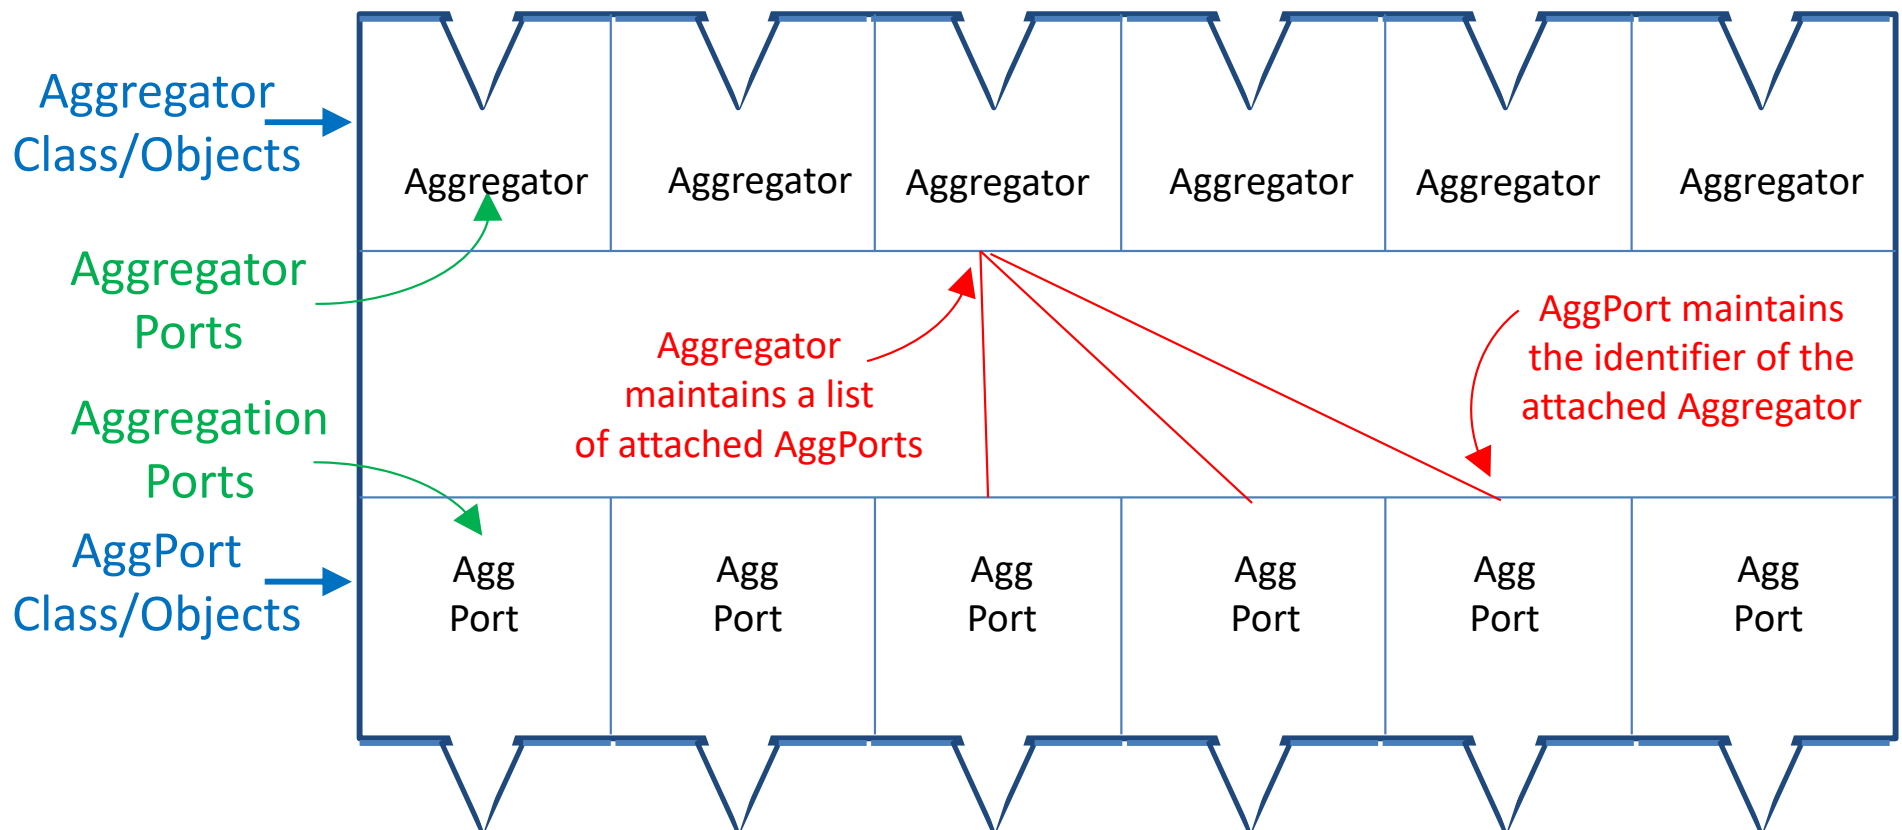 Aggregator
Class/Objects
Aggregator Aggregator Aggregator Aggregator Aggregator Aggregator
Aggregator
Ports
Aggregator
maintains a list
of attached AggPorts
AggPort maintains
the identifier of the
attached Aggregator
Aggregation
Ports
AggPort
Class/Objects
Agg Agg Agg Agg Agg Agg
Port Port Port Port Port Port